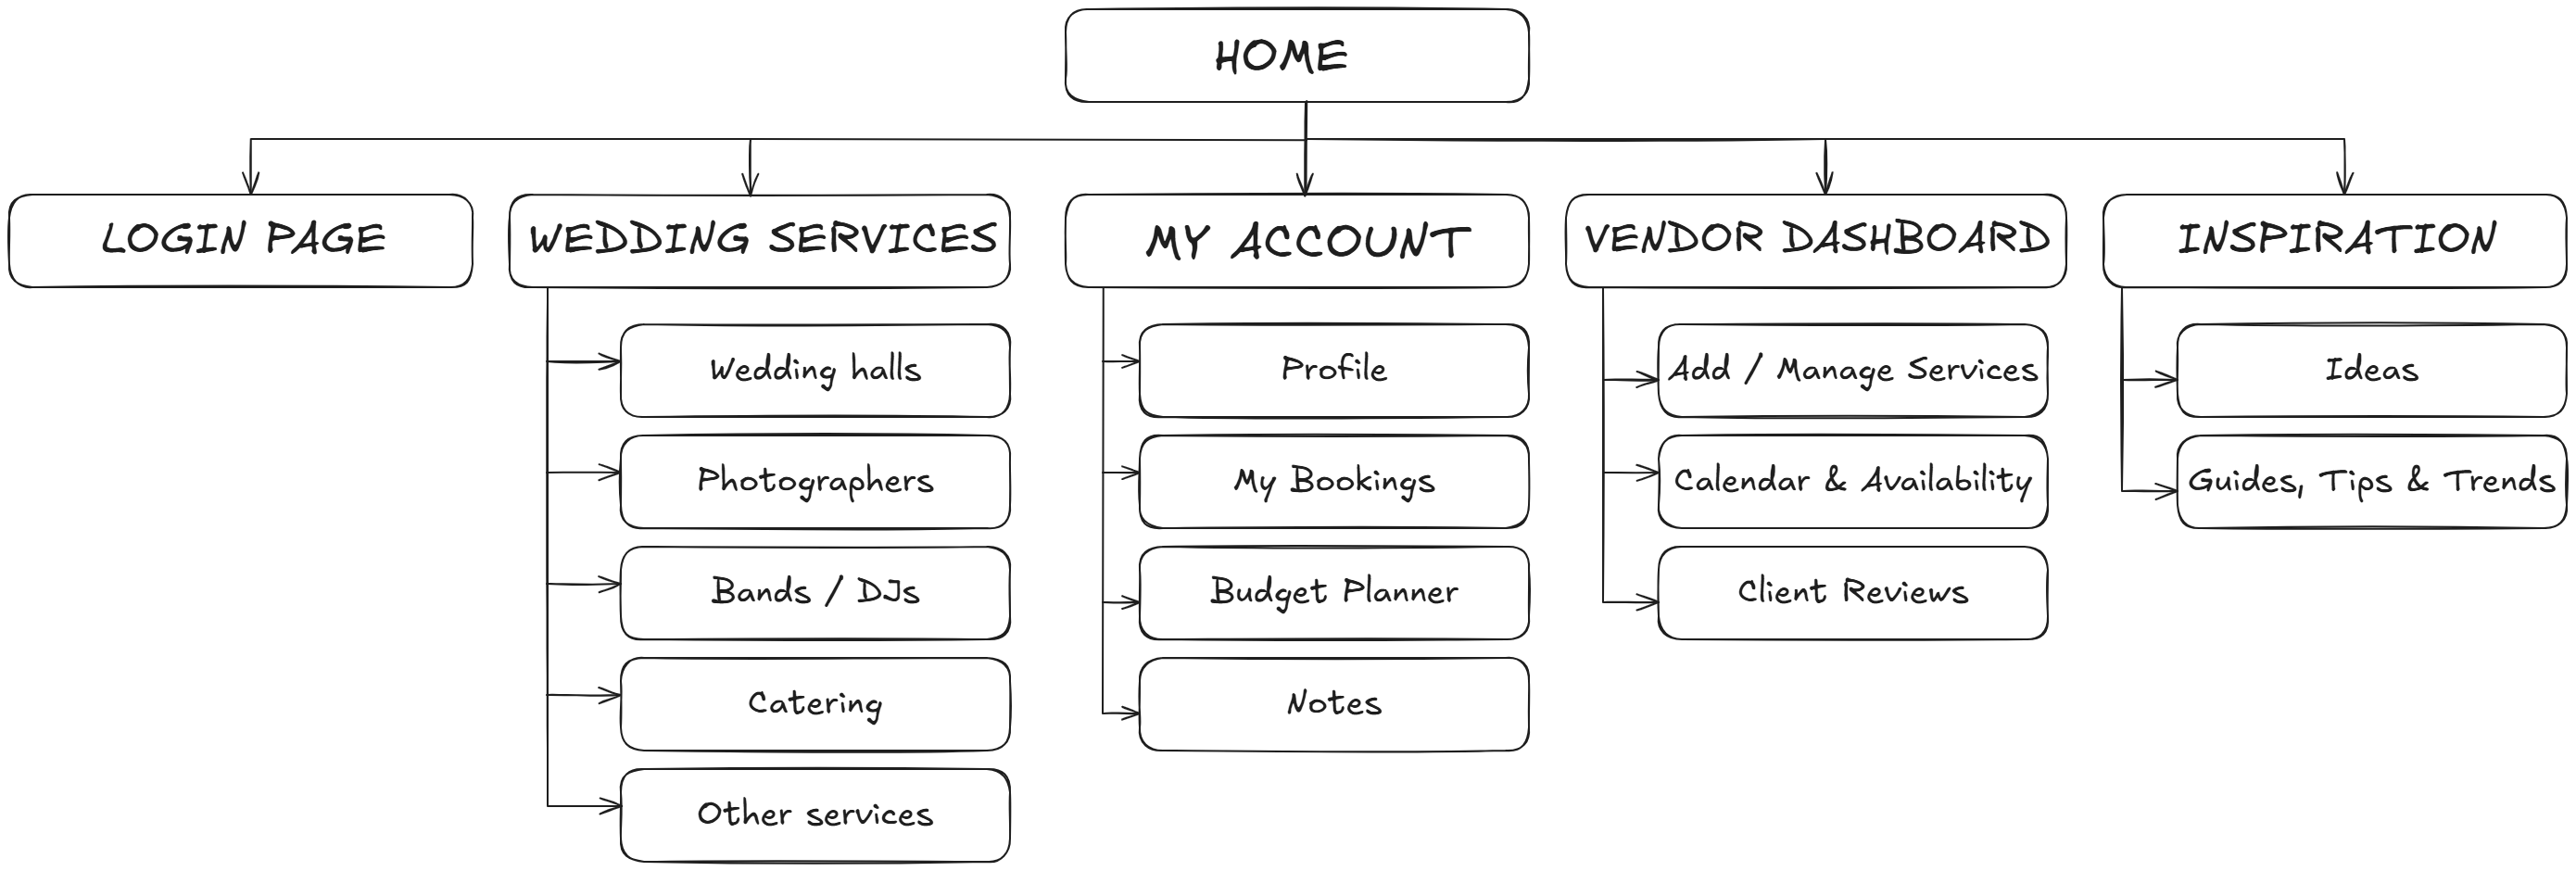 HOME
LOGIN PAGE
WEDDING SERVICES
MY ACCOUNT
VENDOR DASHBOARD
INSPIRATION
Wedding halls
Photographers
Bands / DJs
Catering
Other services
Profile
My Bookings
Budget Planner
Notes
Add / Manage Services
Calendar & Availability
Client Reviews
Ideas
Guides, Tips & Trends